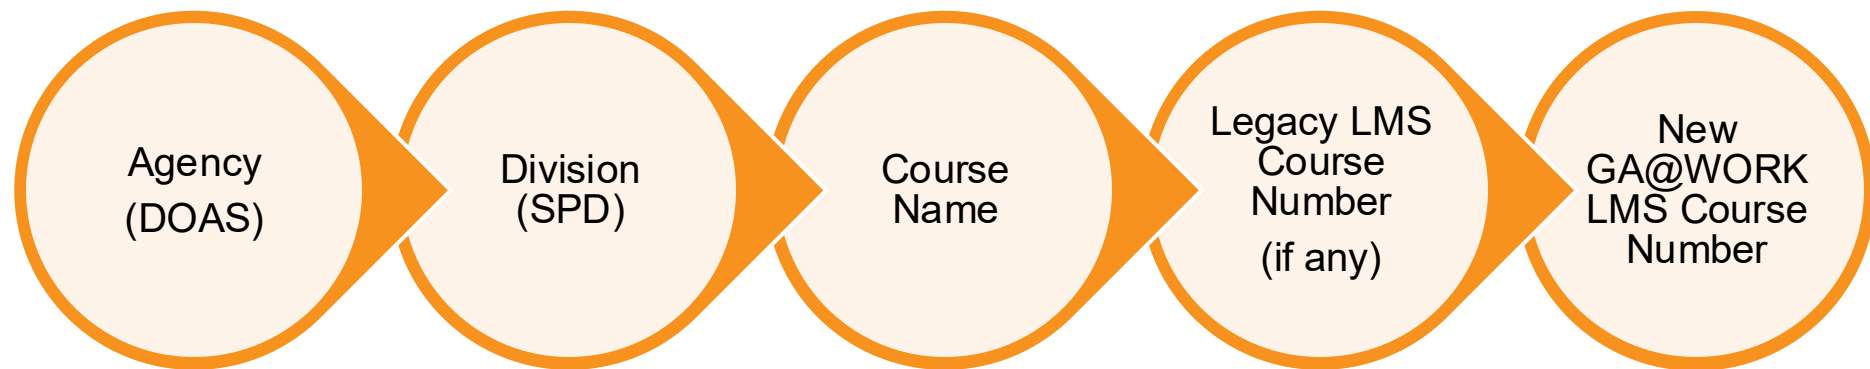 Agency
(DOAS)
Division
(SPD)
Course
Name
Legacy LMS
Course
Number
(if any)
New
GA@WORK
LMS Course
Number